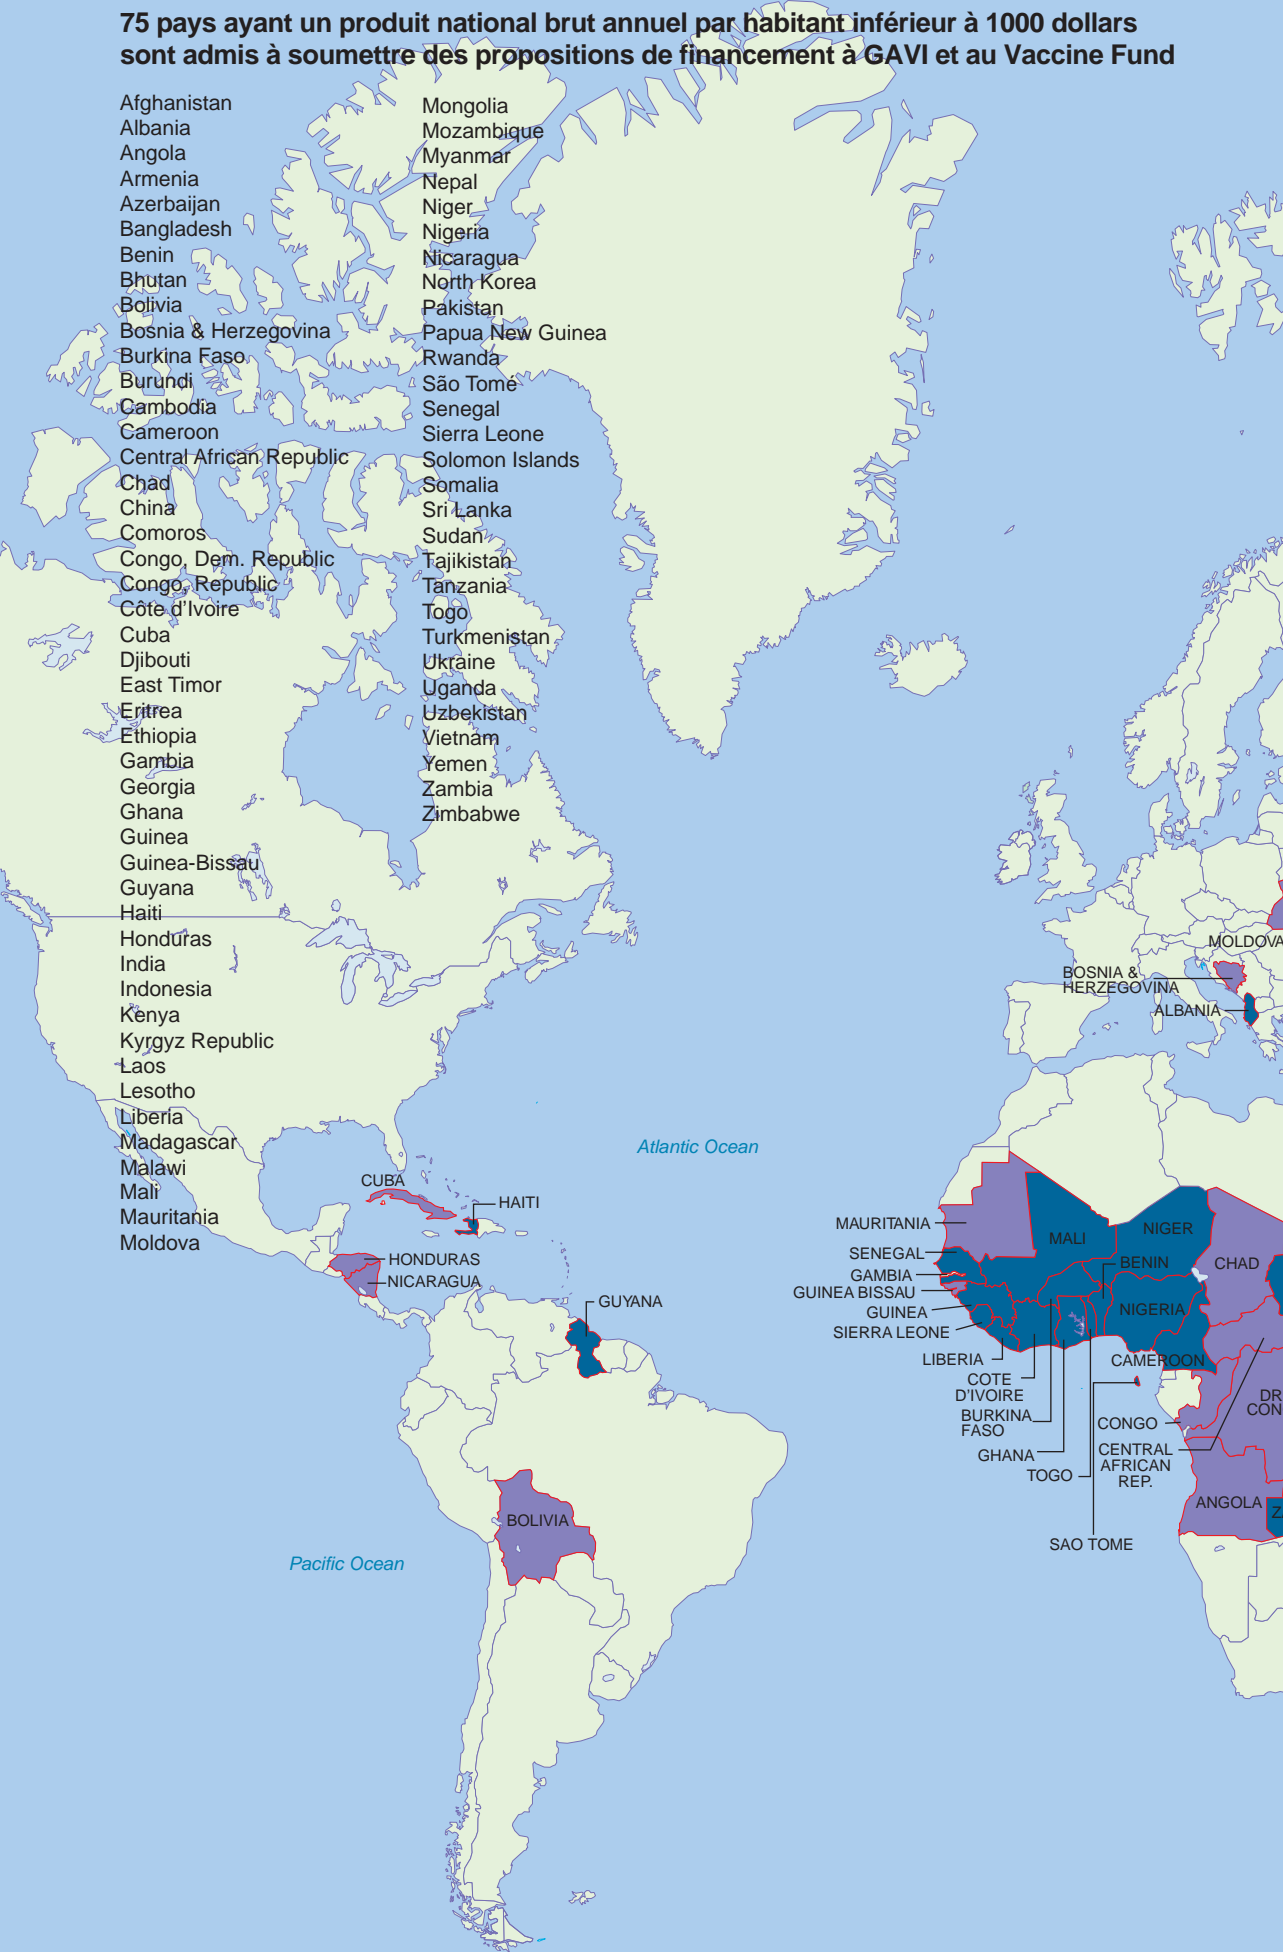 75 pays ayant un produit national brut annuel par habitant inférieur à 1000 dollars
sont admis à soumettre des propositions de financement à GAVI et au Vaccine Fund
Afghanistan
Albania
Angola
Armenia
Azerbaijan
Bangladesh
Benin
Bhutan
Bolivia
Bosnia & Herzegovina
Burkina Faso
Burundi
Cambodia
Cameroon
Central African Republic
Chad
China
Comoros
Congo, Dem. Republic
Congo, Republic
Côte d’Ivoire
Cuba
Djibouti
East Timor
Eritrea
Ethiopia
Gambia
Georgia
Ghana
Guinea
Guinea-Bissau
Guyana
Haiti
Honduras
India
Indonesia
Kenya
Kyrgyz Republic
Laos
Lesotho
Liberia
Madagascar
Malawi
Mali
Mauritania
Moldova
Mongolia
Mozambique
Myanmar
Nepal
Niger
Nigeria
Nicaragua
North Korea
Pakistan
Papua New Guinea
Rwanda
São Tomé
Senegal
Sierra Leone
Solomon Islands
Somalia
Sri Lanka
Sudan
Tajikistan
Tanzania
Togo
Turkmenistan
Ukraine
Uganda
Uzbekistan
Vietnam
Yemen
Zambia
Zimbabwe
MOLDOVA
BOSNIA &
HERZEGOVINA
ALBANIA
Atlantic Ocean
CUBA
HAITI
HONDURAS
NICARAGUA
GUYANA
BOLIVIA
Pacific Ocean
MAURITANIA
SENEGAL
GAMBIA
GUINEA BISSAU
GUINEA
SIERRA LEONE
LIBERIA
COTE
D’IVOIRE
BURKINA
FASO
GHANA
TOGO
SAO TOME
MALI
NIGER
BENIN
NIGERIA
CHAD
CAMEROON
CONGO
CENTRAL
AFRICAN
REP.
DR
CON
ANGOLA
Z